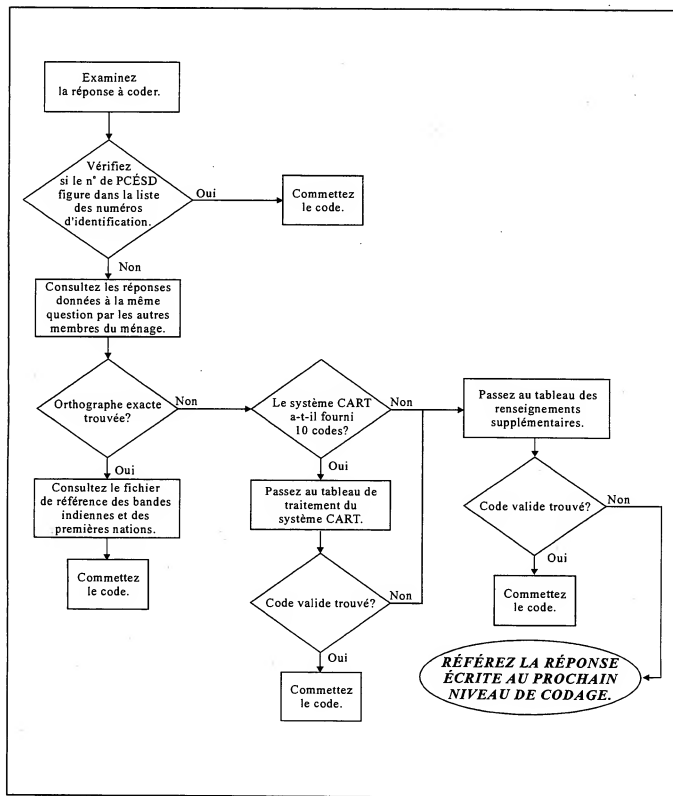 Examinez
la réponse à coder.
Vérifiez
si le n° de PCÉSD
figure dans la liste
des numéros
d'identification.
Oui
Commettez
le code.
Non
Consultez les réponses
données à la même
question par les autres
membres du ménage.
Orthographe exacte
trouvée?
Non
Le système CART
a-t-il fourni
10 codes?
Non
Passez au tableau des
renseignements
supplémentaires.
Oui
Consultez le fichier
de référence des bandes
indiennes et des
premières nations.
Oui
Passez au tableau de
traitement du
système CART.
Code valide trouvé?
Non
Commettez
le code.
Code valide trouvé?
Non
Oui
Commettez
le code.
Oui
Commettez
le code.
RÉFÉREZ LA RÉPONSE
ÉCRITE AU PROCHAIN
NIVEAU DE CODAGE.